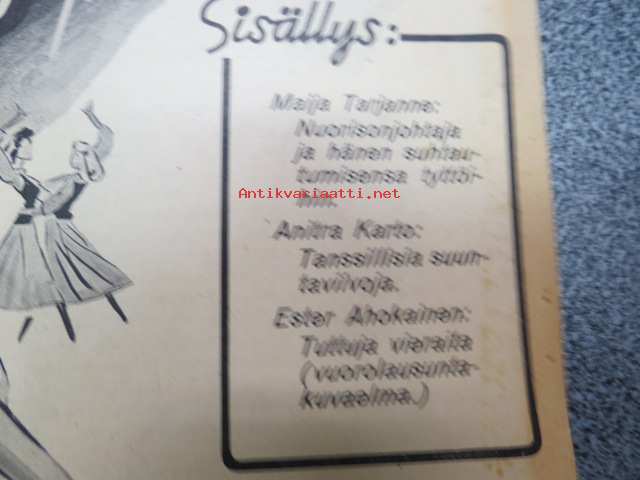 Sisällys:
Maija Tarjanne:
Nuorisonjohtaja
ja hänen suhtau-
tumisensa tyttöi-
hin.
Antikvariaatti.net
Anitra Karto:
Tanssillisia suun-
taviivoja.
Ester Ahokainen:
Tuttuja vieraita
(vuorolausunta-
kuvaelma.)